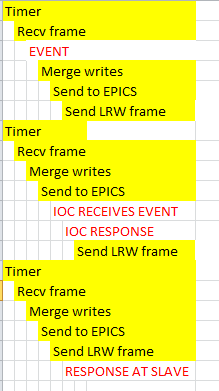 Timer
Recv frame
EVENT
Merge writes
Send to EPICS
Send LRW frame
Timer
Recv frame
Merge writes
Send to EPICS
IOC RECEIVES EVENT
IOC RESPONSE
Send LRW frame
Timer
Recv frame
Merge writes
Send to EPICS
Send LRW frame
RESPONSE AT SLAVE